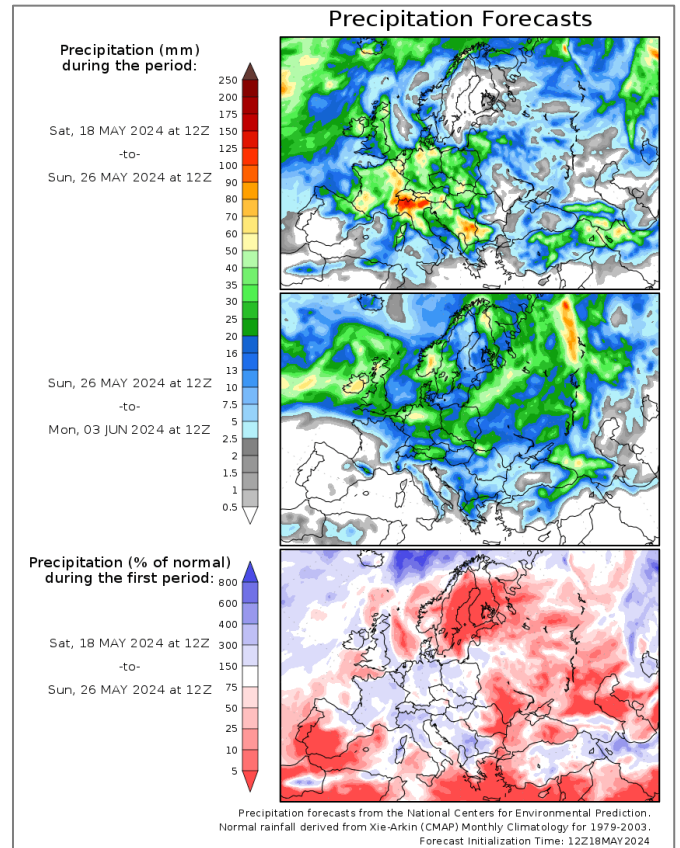 Precipitation Forecasts
Precipitation (mm)
during the period:
250
200
175
150
125
100
90
80
70
60
50
40
35
30
25
20
16
13
10
7.5
5
2.5
2
1.5
1
0.5
Sat, 18 MAY 2024 at 12Z
-to-
Sun, 26 MAY 2024 at 12Z
Sun, 26 MAY 2024 at 12Z
-to-
Mon, 03 JUN 2024 at 12Z
Precipitation (% of normal)
during the first period:
800
600
400
300
150
75
50
25
10
5
Sat, 18 MAY 2024 at 12Z
-to-
Sun, 26 MAY 2024 at 12Z
Precipitation forecasts from the National Centers for Environmental Prediction.
Normal rainfall derived from Xie-Arkin (CMAP) Monthly Climatology for 1979-2003.
Forecast Initialization Time: 12Z18MAY2024